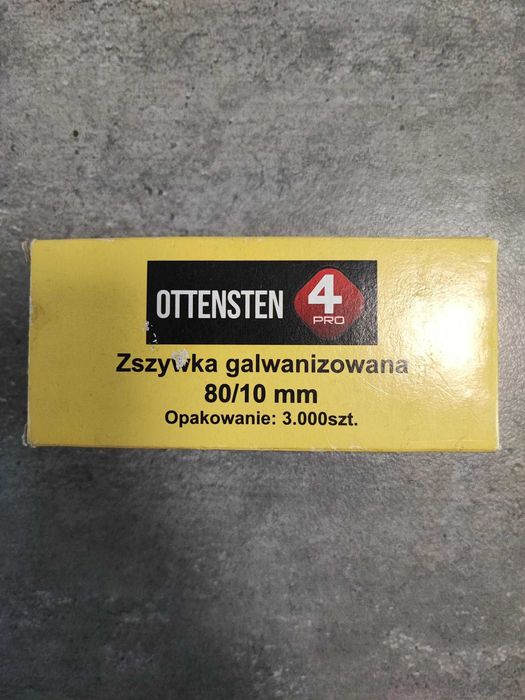 OTTENSTEN 4
PRO
Zszywka galwanizowana
80/10 mm
Opakowanie: 3.000szt.